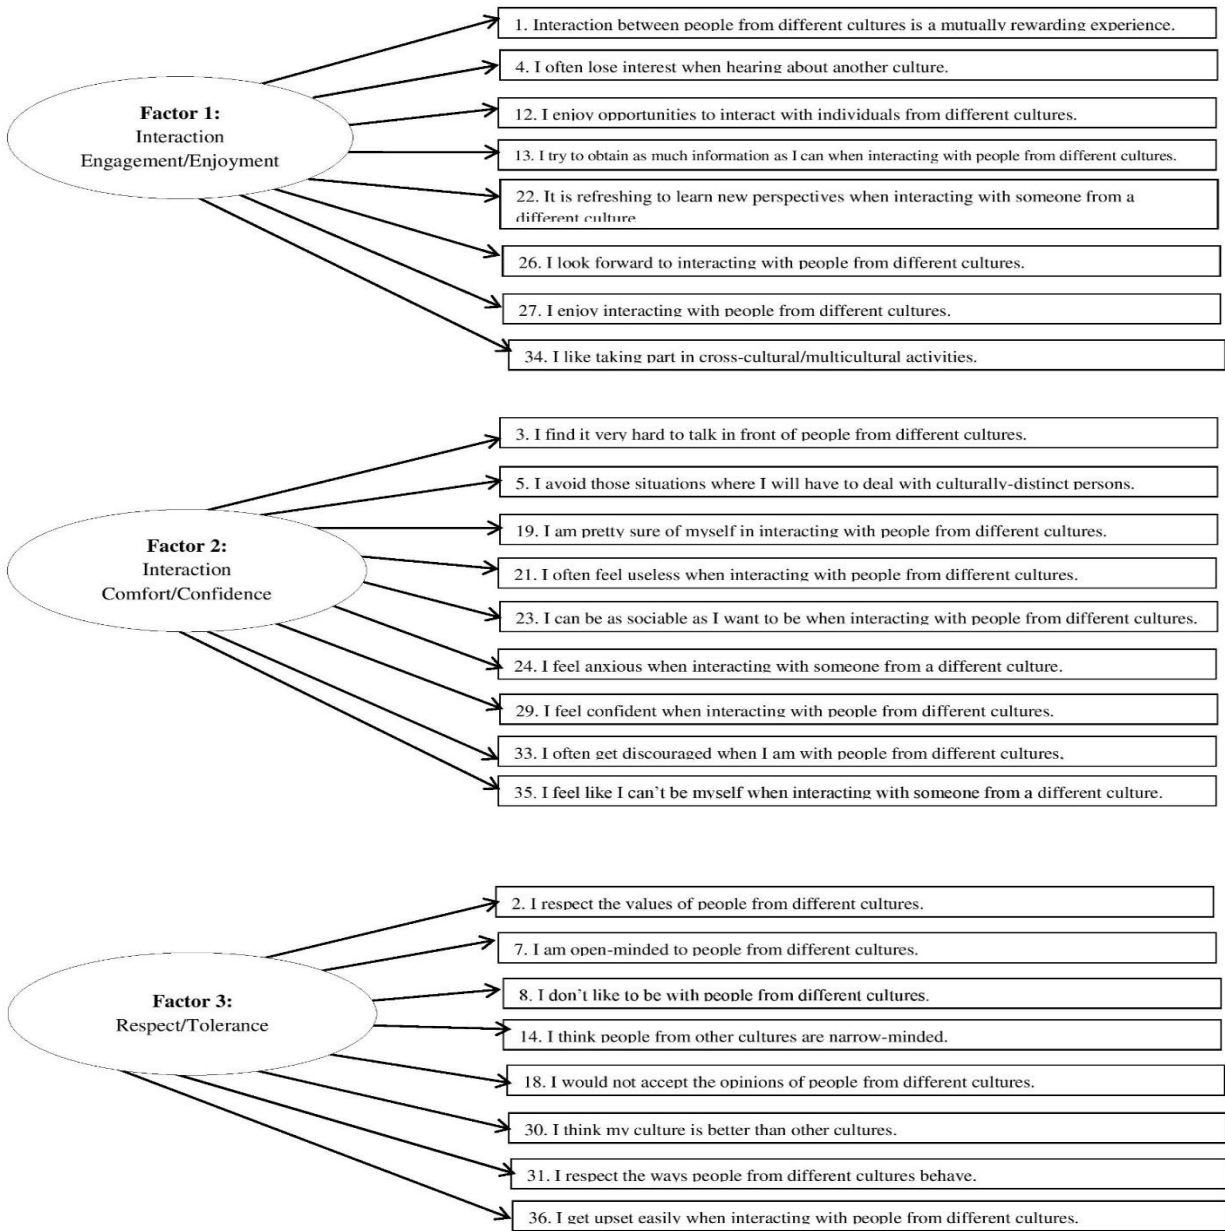 1. Interaction between people from different cultures is a mutually rewarding experience.
4. I often lose interest when hearing about another culture.
Factor 1:
Interaction
Engagement/Enjoyment
12. I enjoy opportunities to interact with individuals from different cultures.
13. I try to obtain as much information as I can when interacting with people from different cultures.
22. It is refreshing to learn new perspectives when interacting with someone from a
different culture
26. I look forward to interacting with people from different cultures.
27. I enjoy interacting with people from different cultures.
34. I like taking part in cross-cultural/multicultural activities.
3. I find it very hard to talk in front of people from different cultures.
5. I avoid those situations where I will have to deal with culturally-distinct persons.
19. I am pretty sure of myself in interacting with people from different cultures.
Factor 2:
Interaction
Comfort/Confidence
21. I often feel useless when interacting with people from different cultures.
23. I can be as sociable as I want to be when interacting with people from different cultures.
24. I feel anxious when interacting with someone from a different culture.
29. I feel confident when interacting with people from different cultures.
33. I often get discouraged when I am with people from different cultures,
35. I feel like I can't be myself when interacting with someone from a different culture.
2. I respect the values of people from different cultures.
7. I am open-minded to people from different cultures.
8. I don't like to be with people from different cultures.
Factor 3:
Respect/Tolerance
14. I think people from other cultures are narrow-minded.
18. I would not accept the opinions of people from different cultures.
30. I think my culture is better than other cultures.
31. I respect the ways people from different cultures behave.
36. I get upset easily when interacting with people from different cultures.